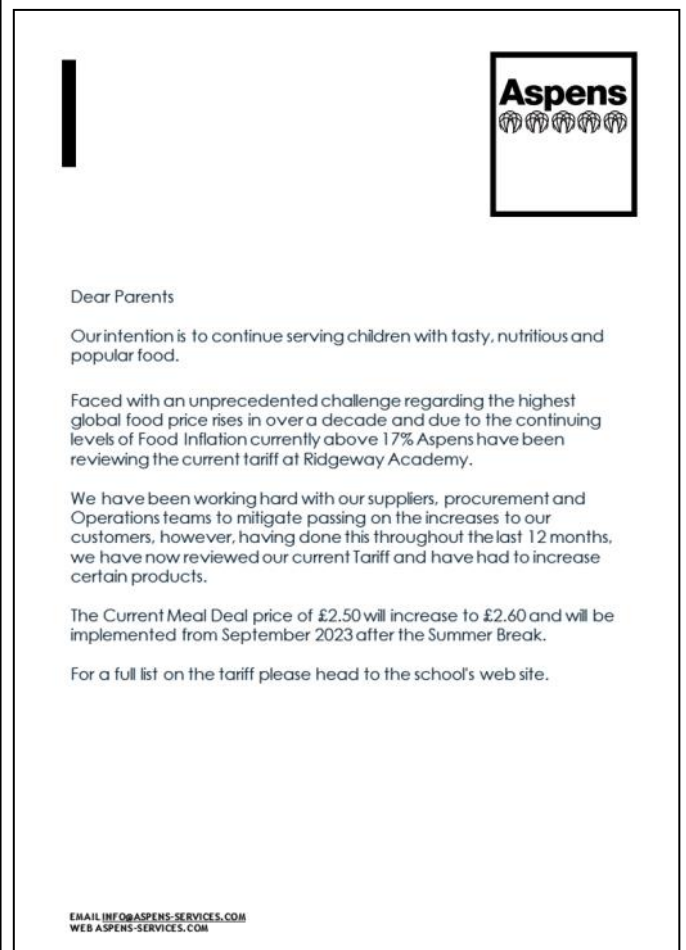 Aspens
Dear Parents
Our intention is to continue serving children with tasty, nutritious and
popular food.
Faced with an unprecedented challenge regarding the highest
global food price rises in over a decade and due to the continuing
levels of Food Inflation currently above 17% Aspens have been
reviewing the current tariff at Ridgeway Academy.
We have been working hard with our suppliers, procurement and
Operations teams to mitigate passing on the increases to our
customers, however, having done this throughout the last 12 months,
we have now reviewed our current Tariff and have had to increase
certain products.
The Current Meal Deal price of £2.50 will increase to £2.60 and will be
implemented from September 2023 after the Summer Break.
For a full list on the tariff please head to the school's web site.
EMAIL INFO@ASPENS-SERVICES.COM
WEB ASPENS-SERVICES.COM